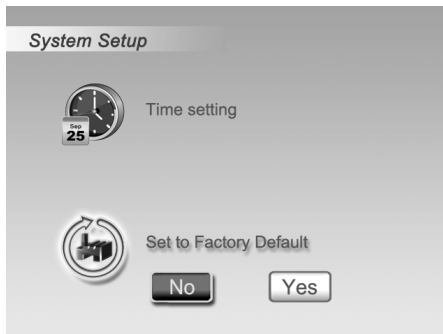 System Setup
Time setting
Sep
25
Set to Factory Default
No Yes